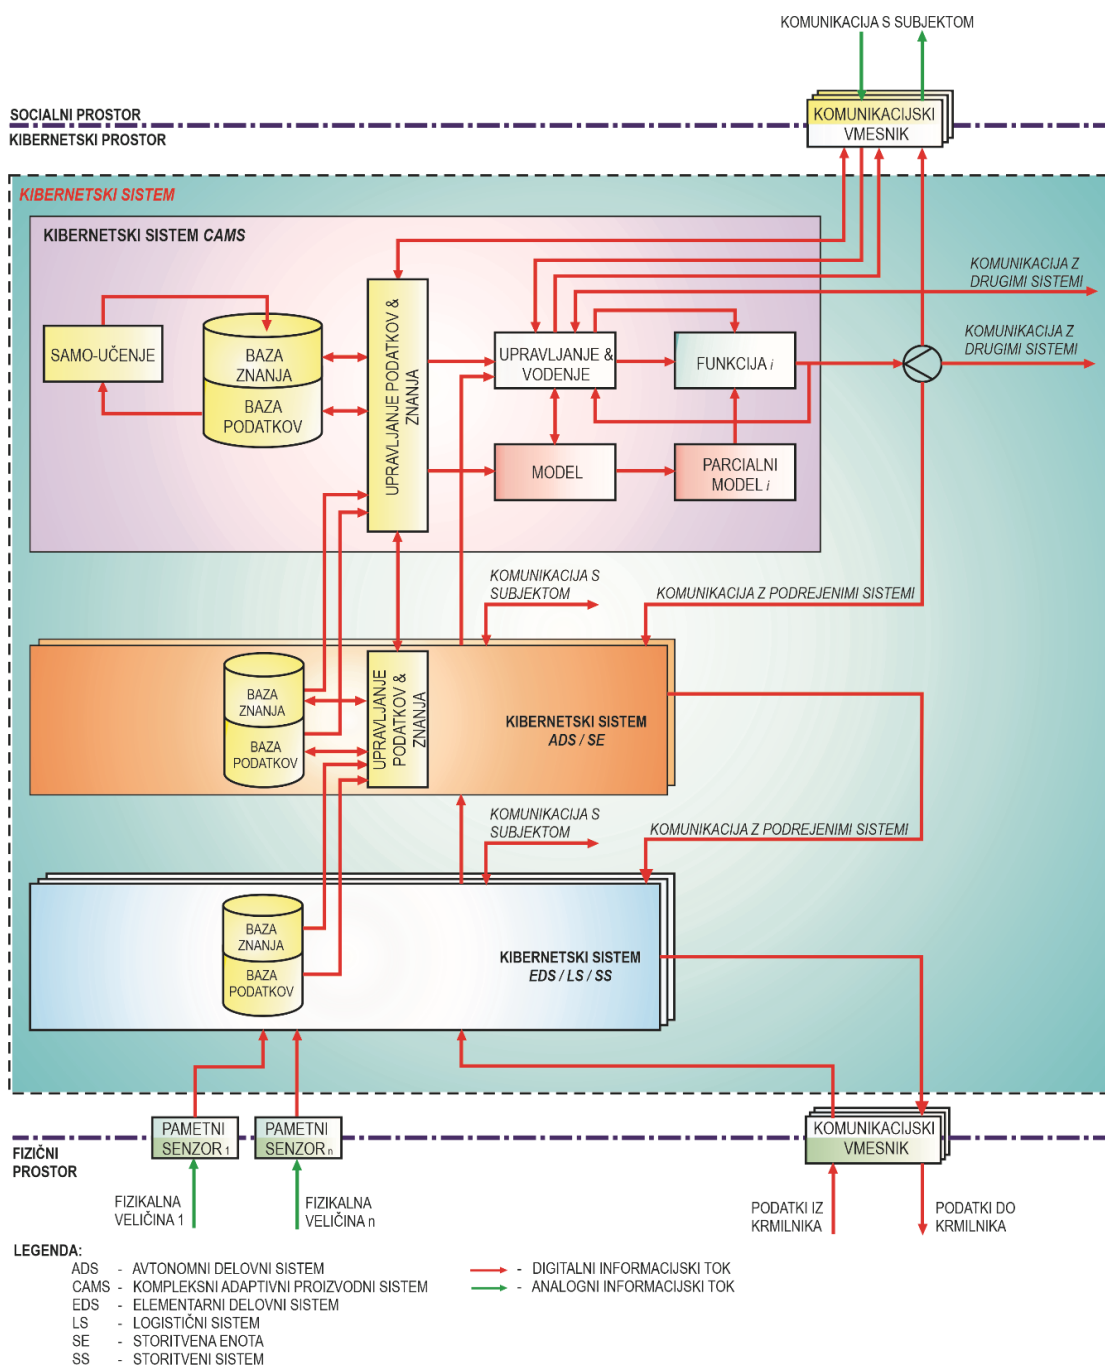 KOMUNIKACIJA S SUBJEKTOM
SOCIALNI PROSTOR
KIBERNETSKI PROSTOR
KOMUNIKACIJSKI
VMESNIK
KIBERNETSKI SISTEM
KIBERNETSKI SISTEM CAMS
SAMO-UČENJE
BAZA
ZNANJA
BAZA
PODATKOV
UPRAVLJANJE PODATKOV &
ZNANJA
UPRAVLJANJE &
VODENJE
FUNKCIJA i
MODEL
PARCIALNI
MODEL i
KOMUNIKACIJA Z
DRUGIMI SISTEMI
KOMUNIKACIJA Z
DRUGIMI SISTEMI
KOMUNIKACIJA S
SUBJEKTOM
KOMUNIKACIJA Z PODREJENIMI SISTEMI
BAZA
ZNANJA
BAZA
PODATKOV
UPRAVLJANJE
PODATKOV &
ZNANJA
KIBERNETSKI SISTEM
ADS / SE
KOMUNIKACIJA S
SUBJEKTOM
KOMUNIKACIJA Z PODREJENIMI SISTEMI
BAZA
ZNANJA
BAZA
PODATKOV
KIBERNETSKI SISTEM
EDS / LS / SS
PAMETNI
SENZOR 1
PAMETNI
SENZOR n
KOMUNIKACIJSKI
VMESNIK
FIZIČNI
PROSTOR
FIZIKALNA
VELIČINA 1
FIZIKALNA
VELIČINA n
PODATKI IZ
KRMILNIKA
PODATKI DO
KRMILNIKA
LEGENDA:
ADS - AVTONOMNI DELOVNI SISTEM
CAMS - KOMPLEKSNI ADAPTIVNI PROIZVODNI SISTEM
EDS - ELEMENTARNI DELOVNI SISTEM
LS - LOGISTIČNI SISTEM
SE - STORITVENA ENOTA
SS - STORITVENI SISTEM
- DIGITALNI INFORMACIJSKI TOK
- ANALOGNI INFORMACIJSKI TOK